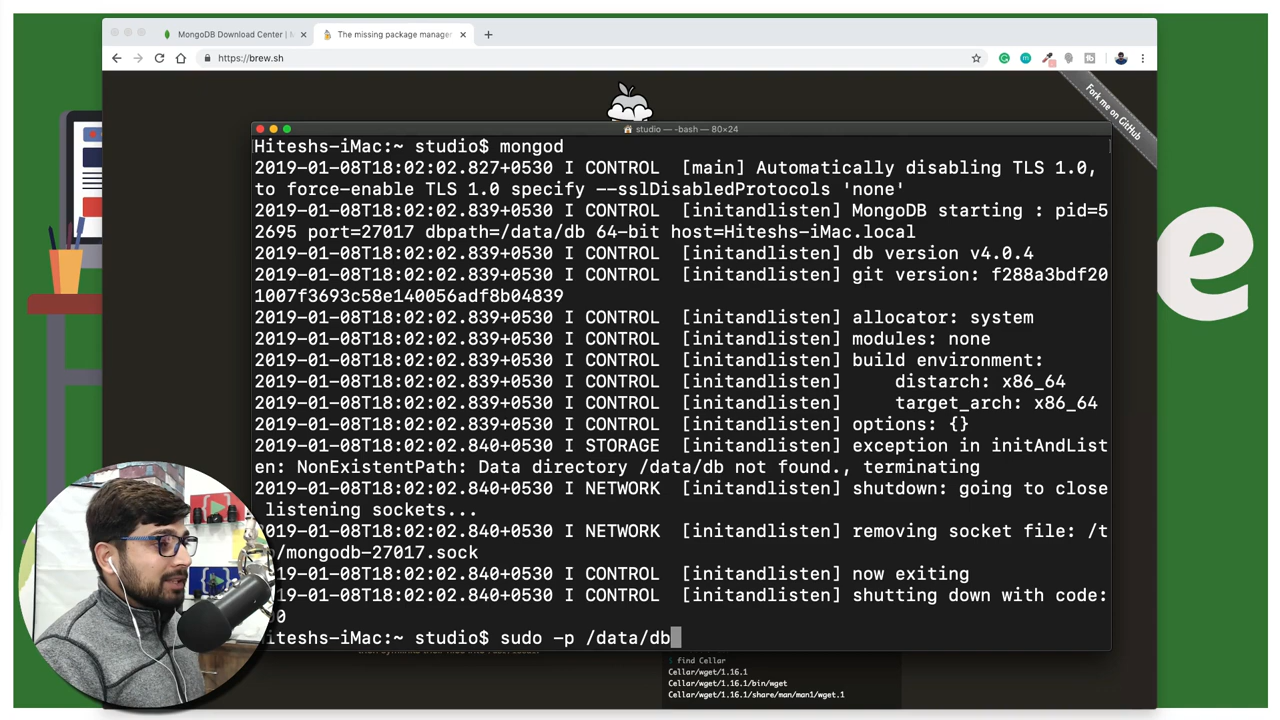 MongoDB Download Center |
The missing package manage
https://brew.sh
Fork me on GitHub
studio — -bash — 80×24
Hiteshs-iMac:~ studio$ mongod
2019-01-08T18:02:02.827+0530 I CONTROL  [main] Automatically disabling TLS 1.0,
to force-enable TLS 1.0 specify --sslDisabledProtocols 'none'
2019-01-08T18:02:02.839+0530 I CONTROL  [initandlisten] MongoDB starting : pid=5
2695 port=27017 dbpath=/data/db 64-bit host=Hiteshs-iMac.local
2019-01-08T18:02:02.839+0530 I CONTROL  [initandlisten] db version v4.0.4
2019-01-08T18:02:02.839+0530 I CONTROL  [initandlisten] git version: f288a3bdf20
1007f3693c58e140056adf8b04839
2019-01-08T18:02:02.839+0530 I CONTROL  [initandlisten] allocator: system
2019-01-08T18:02:02.839+0530 I CONTROL  [initandlisten] modules: none
2019-01-08T18:02:02.839+0530 I CONTROL  [initandlisten] build environment:
2019-01-08T18:02:02.839+0530 I CONTROL  [initandlisten]     distarch: x86_64
2019-01-08T18:02:02.839+0530 I CONTROL  [initandlisten]     target_arch: x86_64
2019-01-08T18:02:02.839+0530 I CONTROL  [initandlisten] options: {}
2019-01-08T18:02:02.840+0530 I STORAGE  [initandlisten] exception in initAndList
en: NonExistentPath: Data directory /data/db not found., terminating
2019-01-08T18:02:02.840+0530 I NETWORK  [initandlisten] shutdown: going to close
listening sockets...
2019-01-08T18:02:02.840+0530 I NETWORK  [initandlisten] removing socket file: /t
/mongodb-27017.sock
019-01-08T18:02:02.840+0530 I CONTROL  [initandlisten] now exiting
19-01-08T18:02:02.840+0530 I CONTROL  [initandlisten] shutting down with code:
00
iteshs-iMac:~ studio$ sudo -p /data/db
$ find Cellar
Cellar/wget/1.16.1
Cellar/wget/1.16.1/bin/wget
Cellar/wget/1.16.1/share/man/man1/wget.1
e